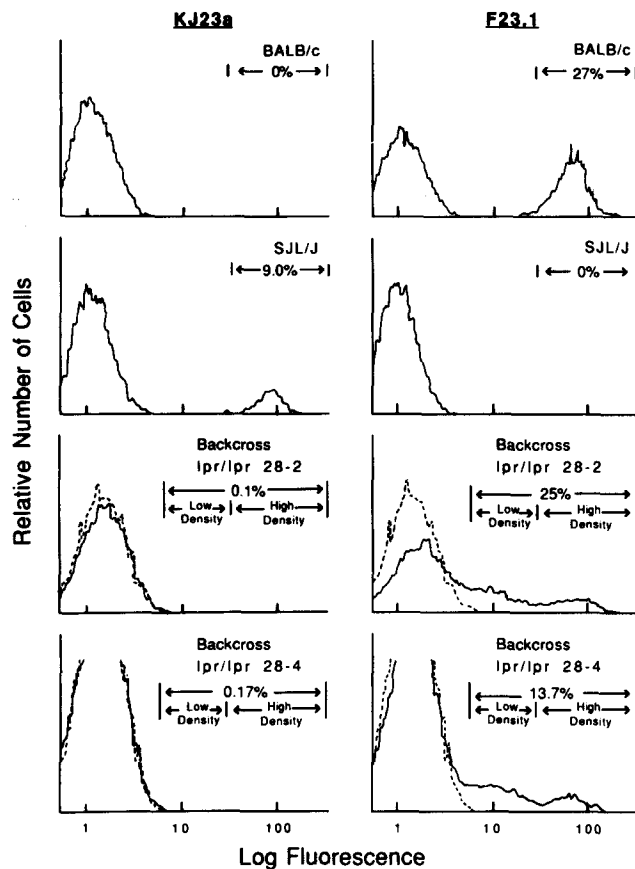 KJ23a
F23.1
BALB/c
0%
BALB/c
27%
SJL/J
9.0%
SJL/J
0%
Relative Number of Cells
Backcross
lpr/lpr 28-2
0.1%
Low Density
High Density
Backcross
lpr/lpr 28-2
25%
Low Density
High Density
Backcross
lpr/lpr 28-4
0.17%
Low Density
High Density
Backcross
lpr/lpr 28-4
13.7%
Low Density
High Density
1 10 100
1 10 100
Log Fluorescence